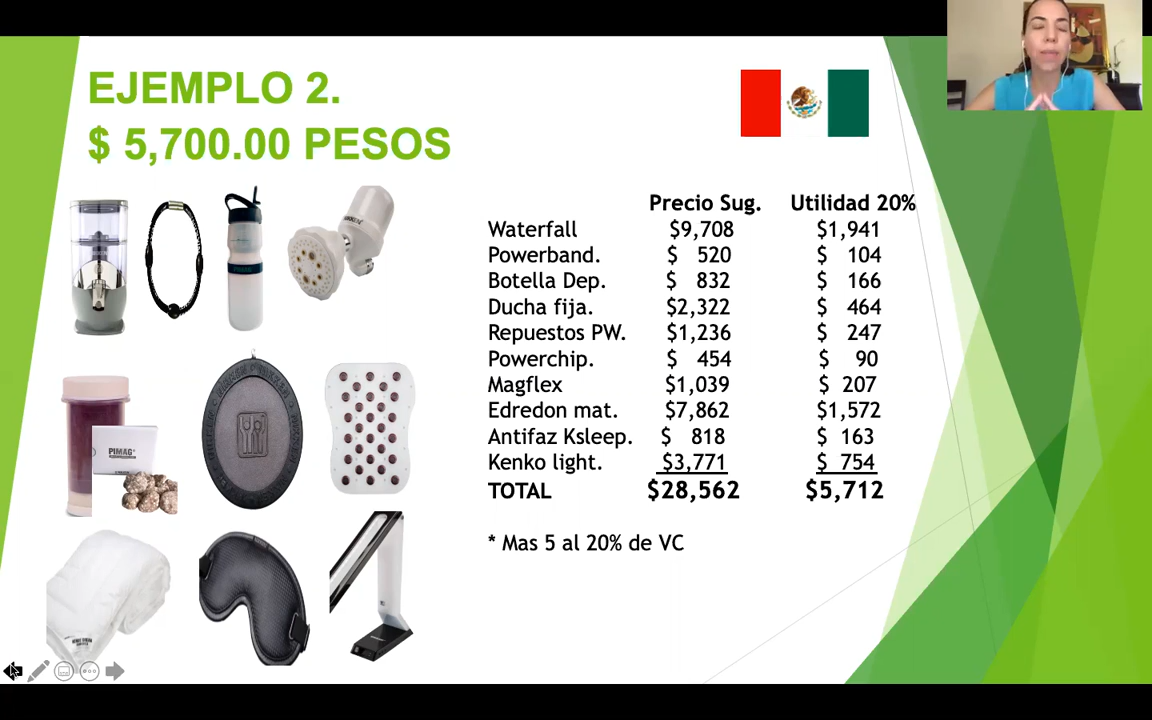 EJEMPLO 2.
$ 5,700.00 PESOS
Precio Sug. Utilidad 20%
Waterfall $9,708 $1,941
Powerband. $ 520 $ 104
Botella Dep. $ 832 $ 166
Ducha fija. $2,322 $ 464
Repuestos PW. $1,236 $ 247
Powerchip. $ 454 $ 90
Magflex $1,039 $ 207
Edredon mat. $7,862 $1,572
Antifaz Ksleep. $ 818 $ 163
Kenko light. $3,771 $ 754
TOTAL $28,562 $5,712
* Mas 5 al 20% de VC
PIMAG